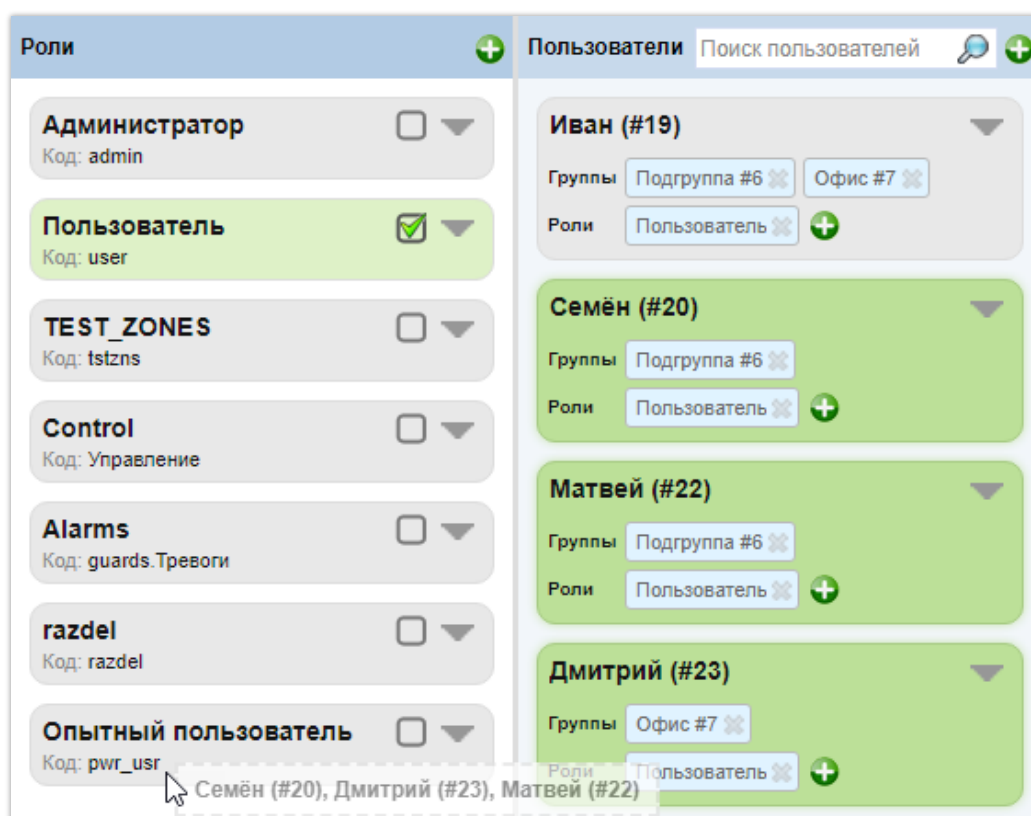 Роли
Администратор
Код: admin
Пользователь
Код: user
TEST_ZONES
Код: tstzns
Control
Код: Управление
Alarms
Код: guards.Тревоги
razdel
Код: razdel
Опытный пользователь
Код: pwr_usr
Пользователи Поиск пользователей
Иван (#19)
Группы Подгруппа #6 Офис #7
Роли Пользователь
Семён (#20)
Группы Подгруппа #6
Роли Пользователь
Матвей (#22)
Группы Подгруппа #6
Роли Пользователь
Дмитрий (#23)
Группы Офис #7
Роли Пользователь
Семён (#20), Дмитрий (#23), Матвей (#22)